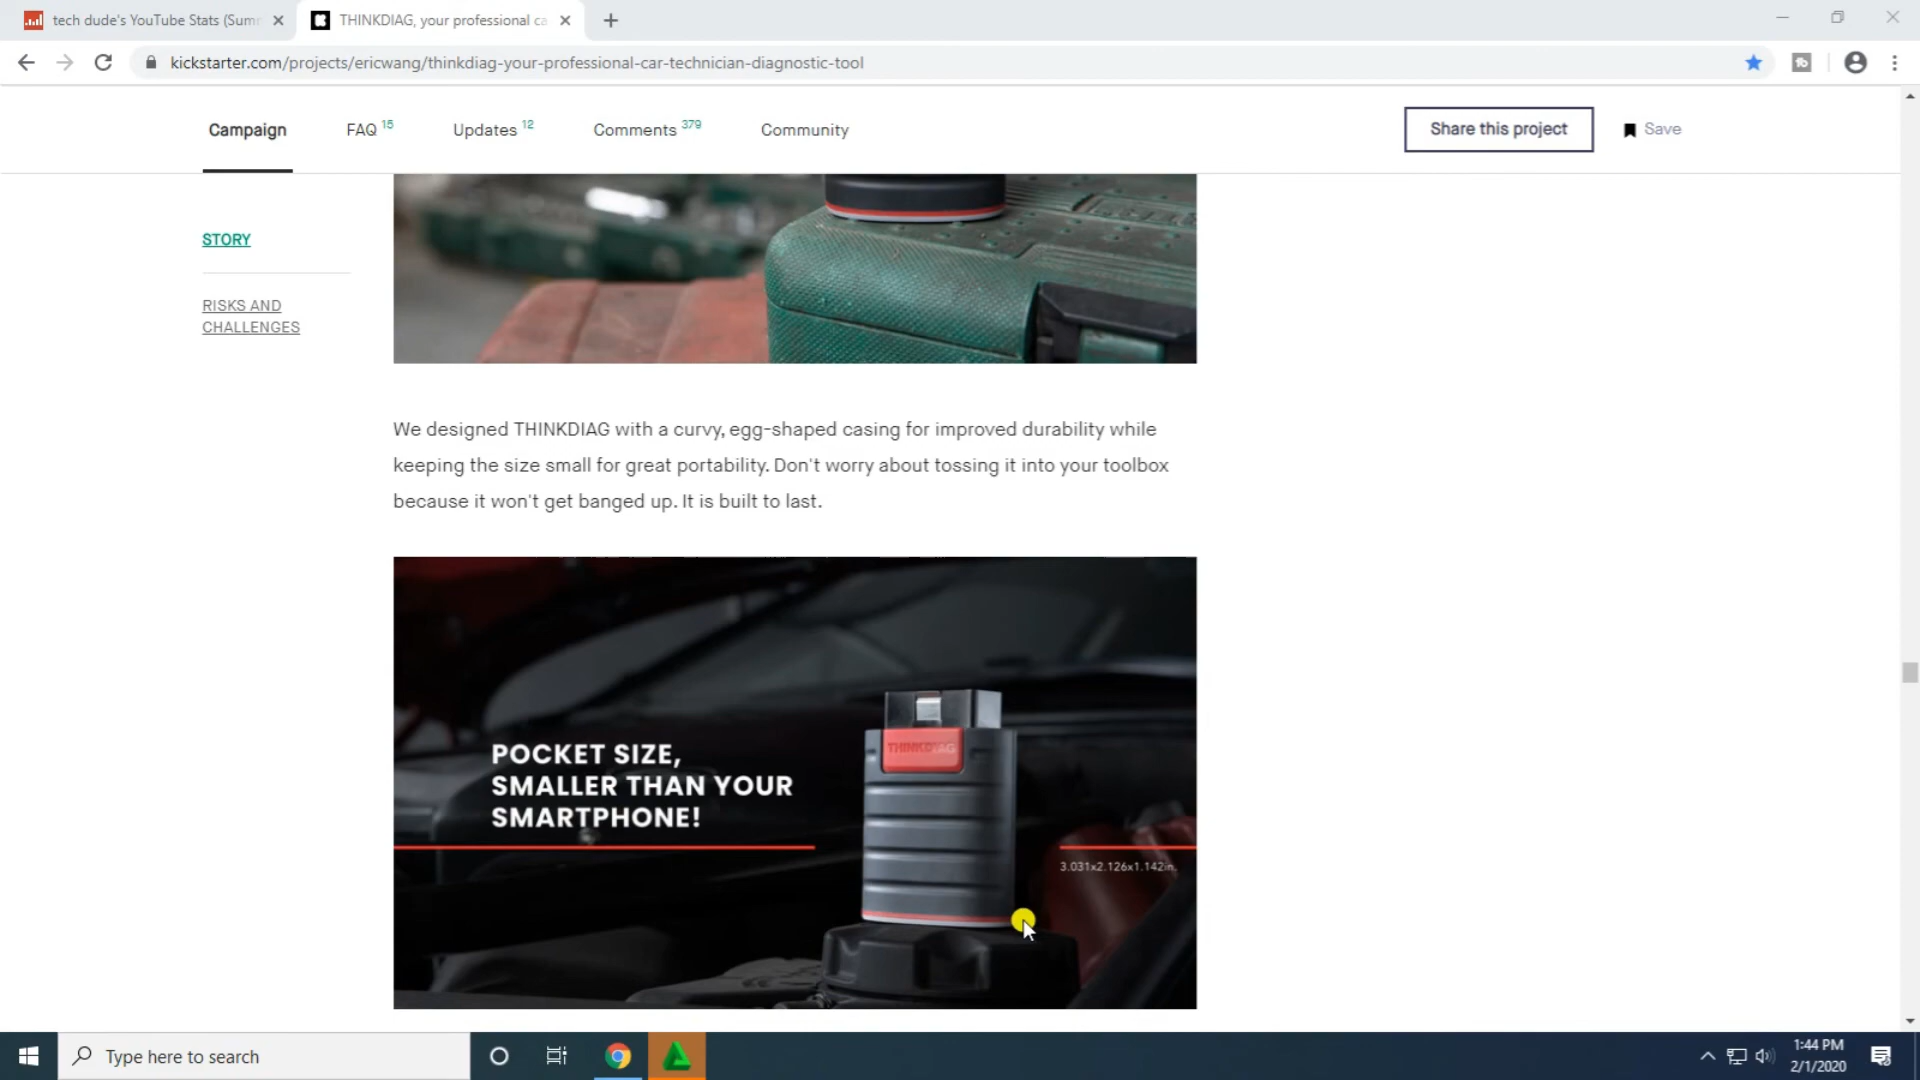 tech dude's YouTube Stats (Sum
THINKDIAG, your professional ca
kickstarter.com/projects/ericwang/thinkdiag-your-professional-car-technician-diagnostic-tool
Campaign
FAQ 15
Updates 12
Comments 379
Community
Share this project
Save
STORY
RISKS AND
CHALLENGES
We designed THINKDIAG with a curvy, egg-shaped casing for improved durability while
keeping the size small for great portability. Don't worry about tossing it into your toolbox
because it won't get banged up. It is built to last.
POCKET SIZE,
SMALLER THAN YOUR
SMARTPHONE!
THINKDIAG
3.031x2.126x1.142in.
Type here to search
1:44 PM
2/1/2020